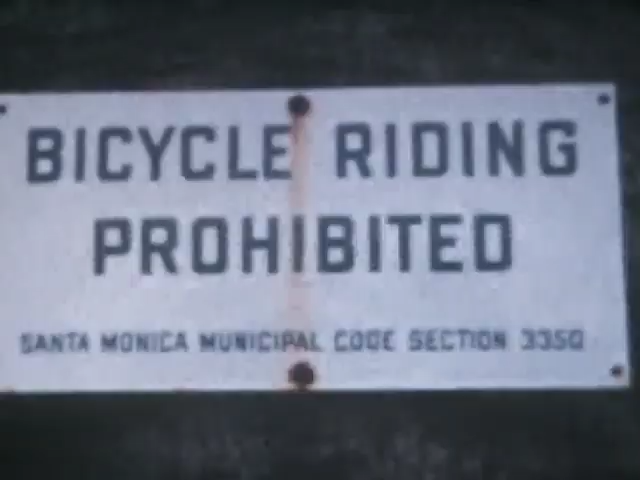 BICYCLE RIDING
PROHIBITED
SANTA MONICA MUNICIPAL CODE SECTION 3350